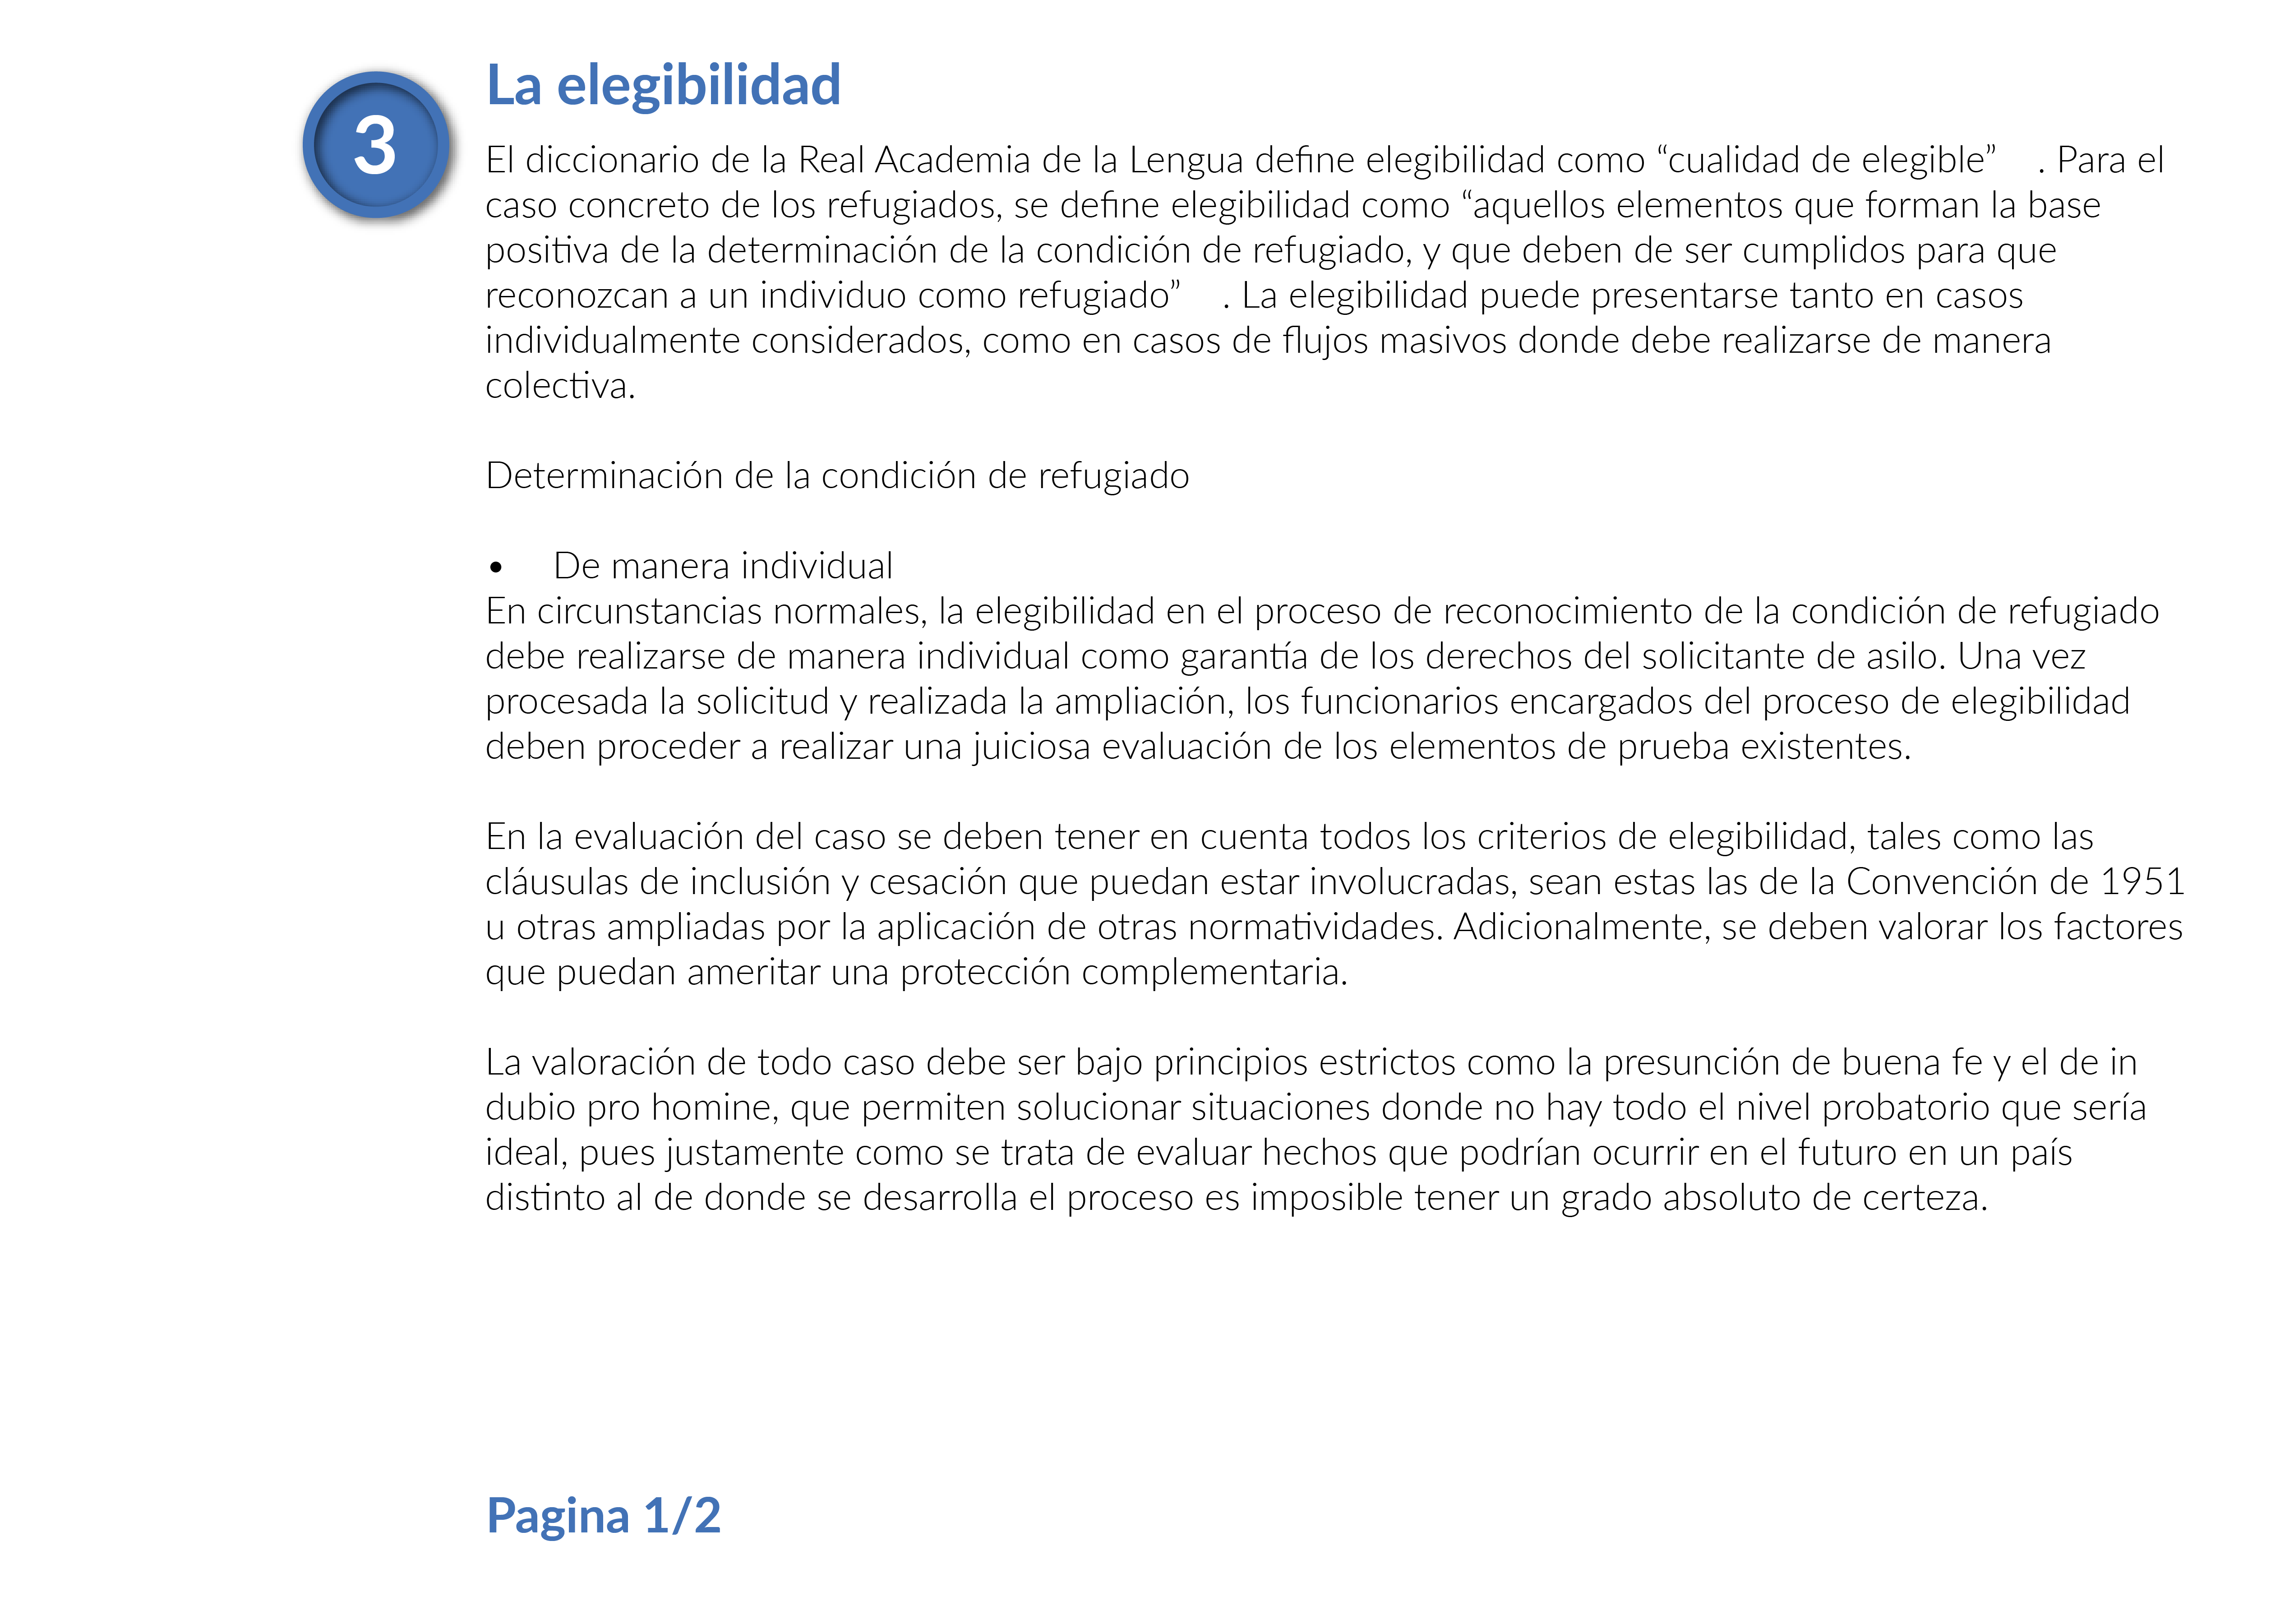 3
La elegibilidad
El diccionario de la Real Academia de la Lengua define elegibilidad como “cualidad de elegible”    . Para el
caso concreto de los refugiados, se define elegibilidad como “aquellos elementos que forman la base
positiva de la determinación de la condición de refugiado, y que deben de ser cumplidos para que
reconozcan a un individuo como refugiado”    . La elegibilidad puede presentarse tanto en casos
individualmente considerados, como en casos de flujos masivos donde debe realizarse de manera
colectiva.
Determinación de la condición de refugiado
• De manera individual
En circunstancias normales, la elegibilidad en el proceso de reconocimiento de la condición de refugiado
debe realizarse de manera individual como garantía de los derechos del solicitante de asilo. Una vez
procesada la solicitud y realizada la ampliación, los funcionarios encargados del proceso de elegibilidad
deben proceder a realizar una juiciosa evaluación de los elementos de prueba existentes.
En la evaluación del caso se deben tener en cuenta todos los criterios de elegibilidad, tales como las
cláusulas de inclusión y cesación que puedan estar involucradas, sean estas las de la Convención de 1951
u otras ampliadas por la aplicación de otras normatividades. Adicionalmente, se deben valorar los factores
que puedan ameritar una protección complementaria.
La valoración de todo caso debe ser bajo principios estrictos como la presunción de buena fe y el de in
dubio pro homine, que permiten solucionar situaciones donde no hay todo el nivel probatorio que sería
ideal, pues justamente como se trata de evaluar hechos que podrían ocurrir en el futuro en un país
distinto al de donde se desarrolla el proceso es imposible tener un grado absoluto de certeza.
Pagina 1/2